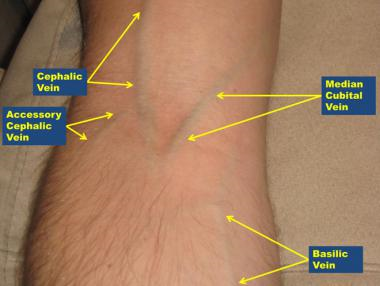 Cephalic
Vein
Accessory
Cephalic
Vein
Median
Cubital
Vein
Basilic
Vein